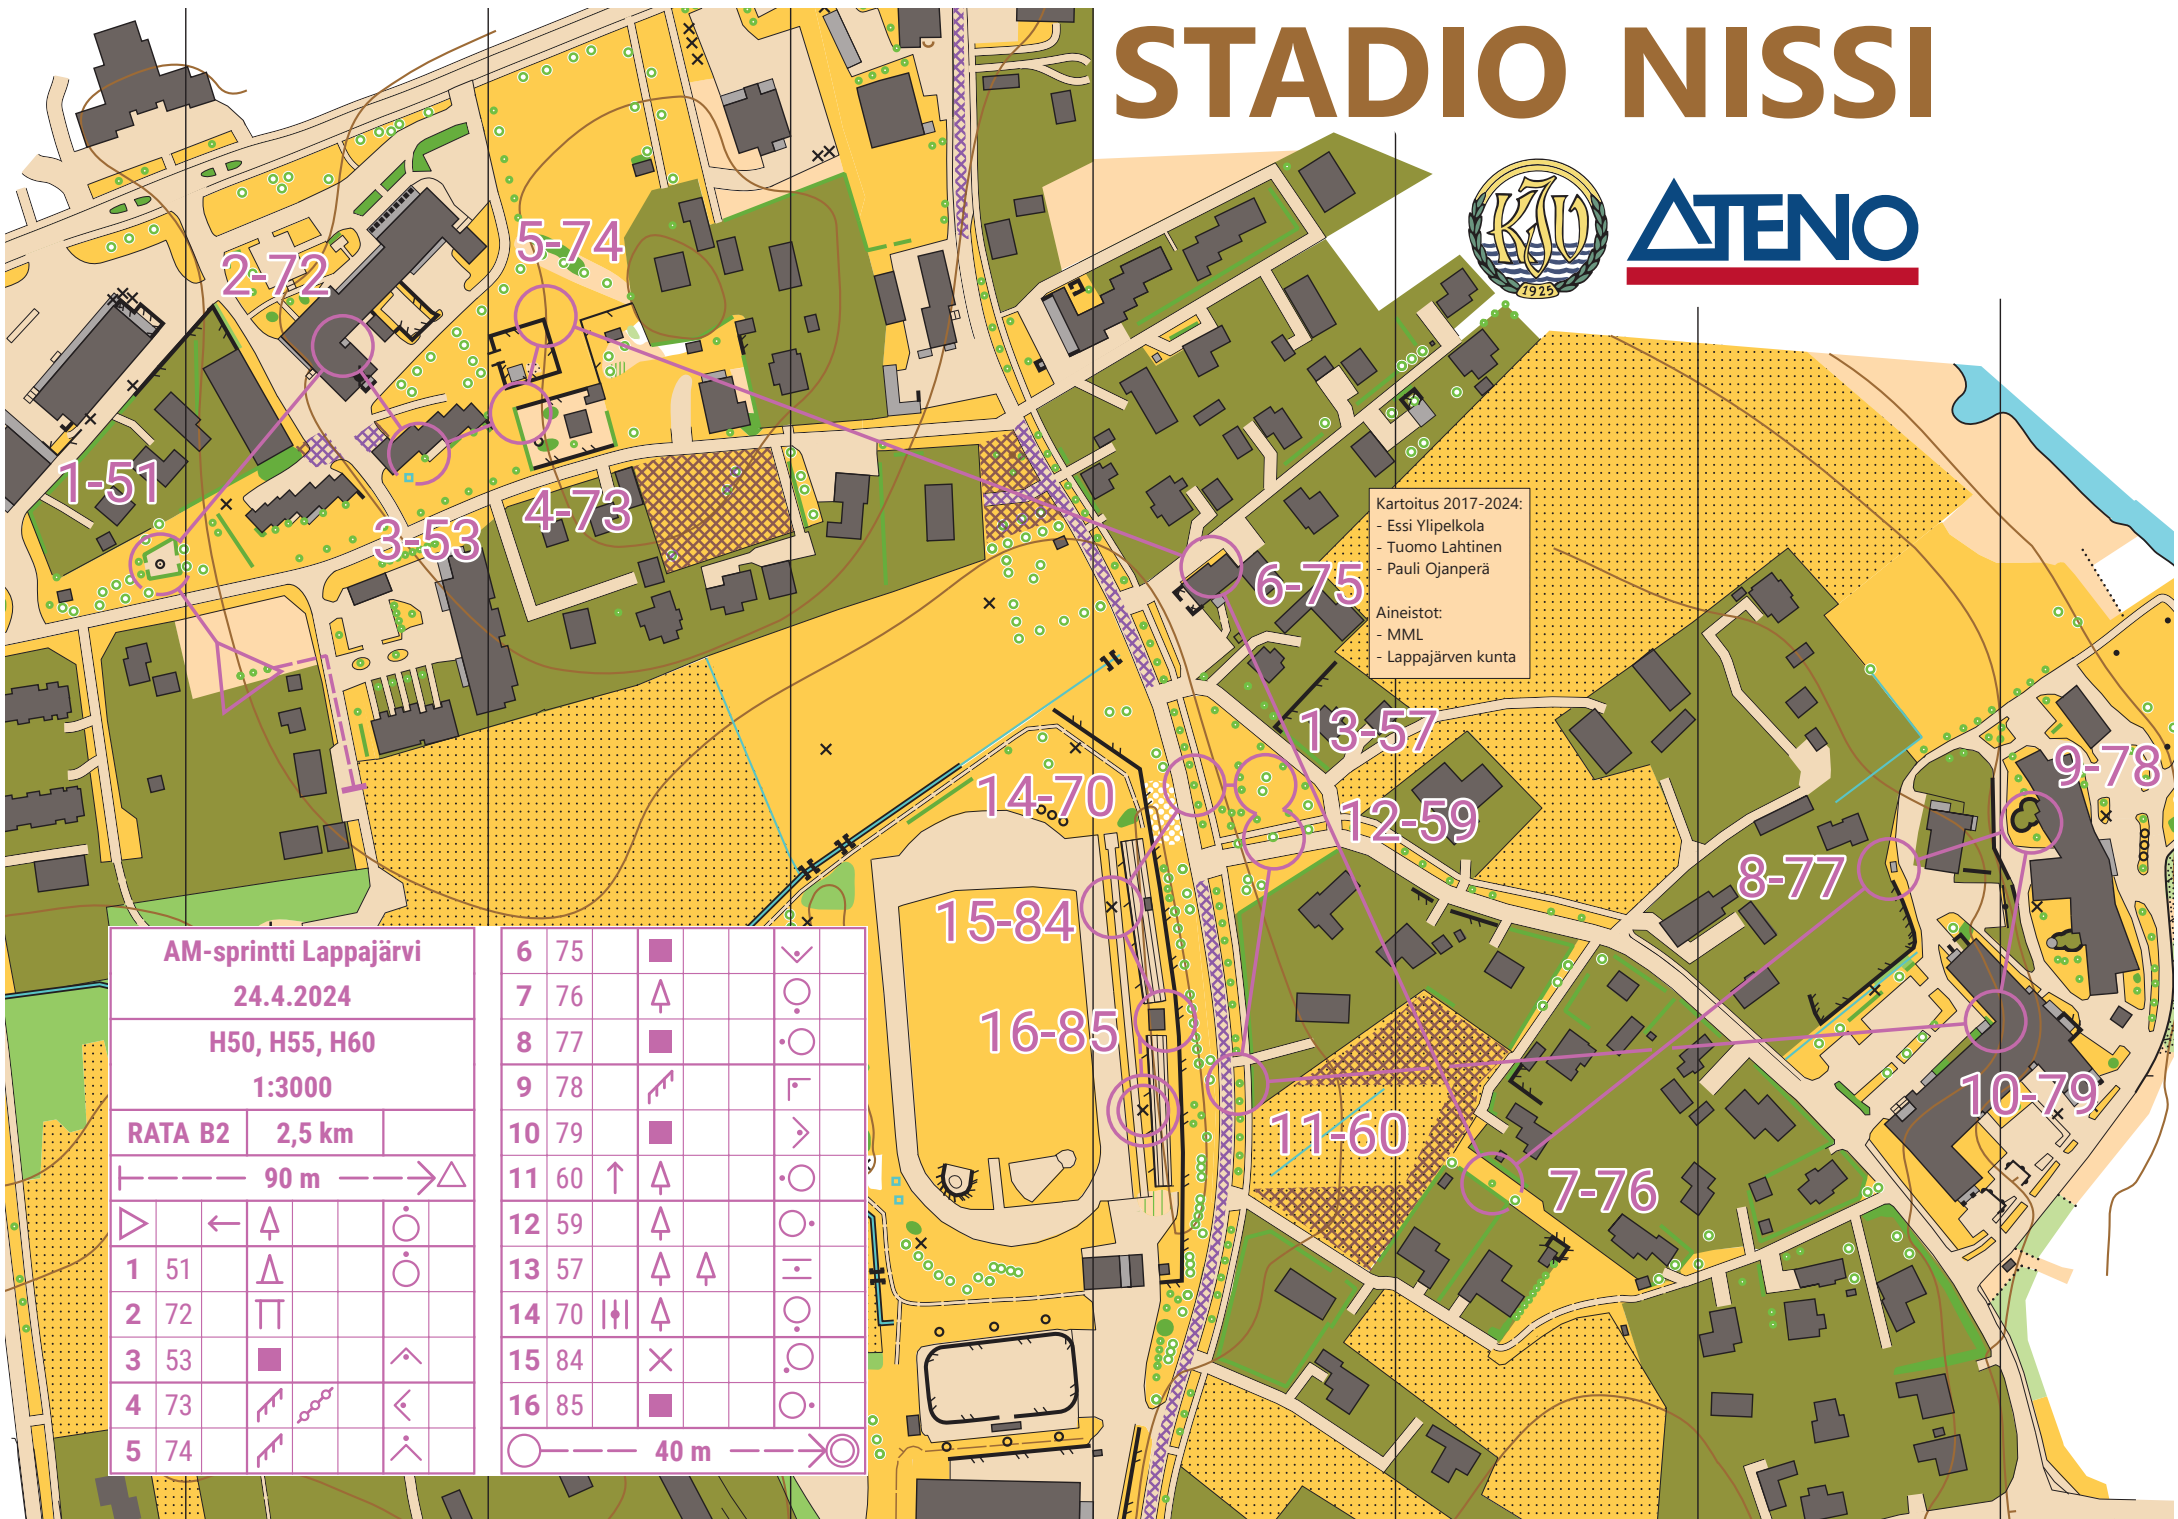 STADIO NISSI
KJV
1925
ATENO
5-74
2-72
1-51
3-53
4-73
6-75
13-57
14-70
12-59
9-78
8-77
15-84
16-85
11-60
10-79
7-76
Kartoitus 2017-2024:
- Essi Ylipelkola
- Tuomo Lahtinen
- Pauli Ojanperä
Aineistot:
- MML
- Lappajärven kunta
AM-sprintti Lappajärvi
24.4.2024
H50, H55, H60
1:3000
RATA B2 2,5 km
90 m
1 51
2 72
3 53
4 73
5 74
6 75
7 76
8 77
9 78
10 79
11 60
12 59
13 57
14 70
15 84
16 85
40 m